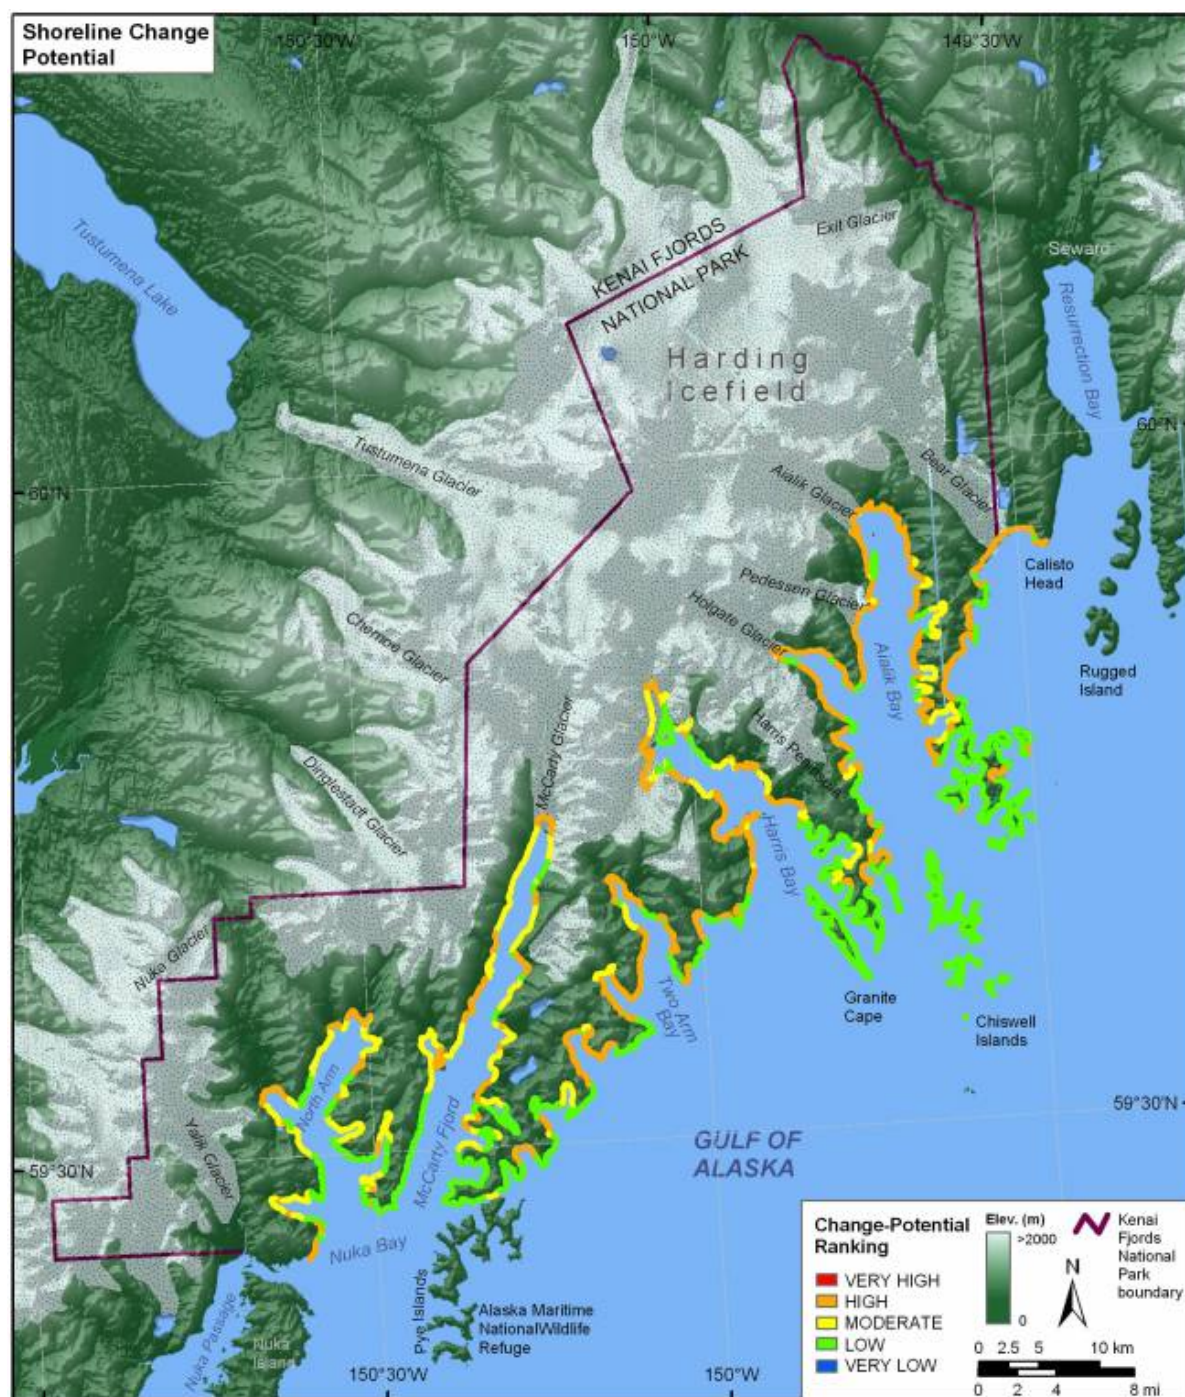 Shoreline Change
Potential
150°30'W
150°W
149°30'W
Tustumena Lake
KENAI FJORDS
NATIONAL PARK
Exit Glacier
Seward
Resurrection Bay
Harding
Icefield
60°N
Tustumena Glacier
Bear Glacier
Aialik Glacier
60°N
Calisto
Head
Pedersen Glacier
Holgate Glacier
Chernoe Glacier
Aialik Bay
Rugged
Island
McCarty Glacier
Harris Peninsula
Dinglestadt Glacier
Harris Bay
Nuka Glacier
Two Arm
Bay
Granite
Cape
Chiswell
Islands
North Arm
McCarty Fjord
59°30'N
Yalik Glacier
GULF OF
ALASKA
59°30'N
Nuka Bay
Pye Islands
Alaska Maritime
NationalWildlife
Refuge
Nuka Passage
Nuka
Island
150°30'W
150°W
Change-Potential
Ranking
VERY HIGH
HIGH
MODERATE
LOW
VERY LOW
Elev. (m)
>2000
0
Kenai
Fjords
National
Park
boundary
N
0 2.5 5 10 km
0 2 4 8 mi